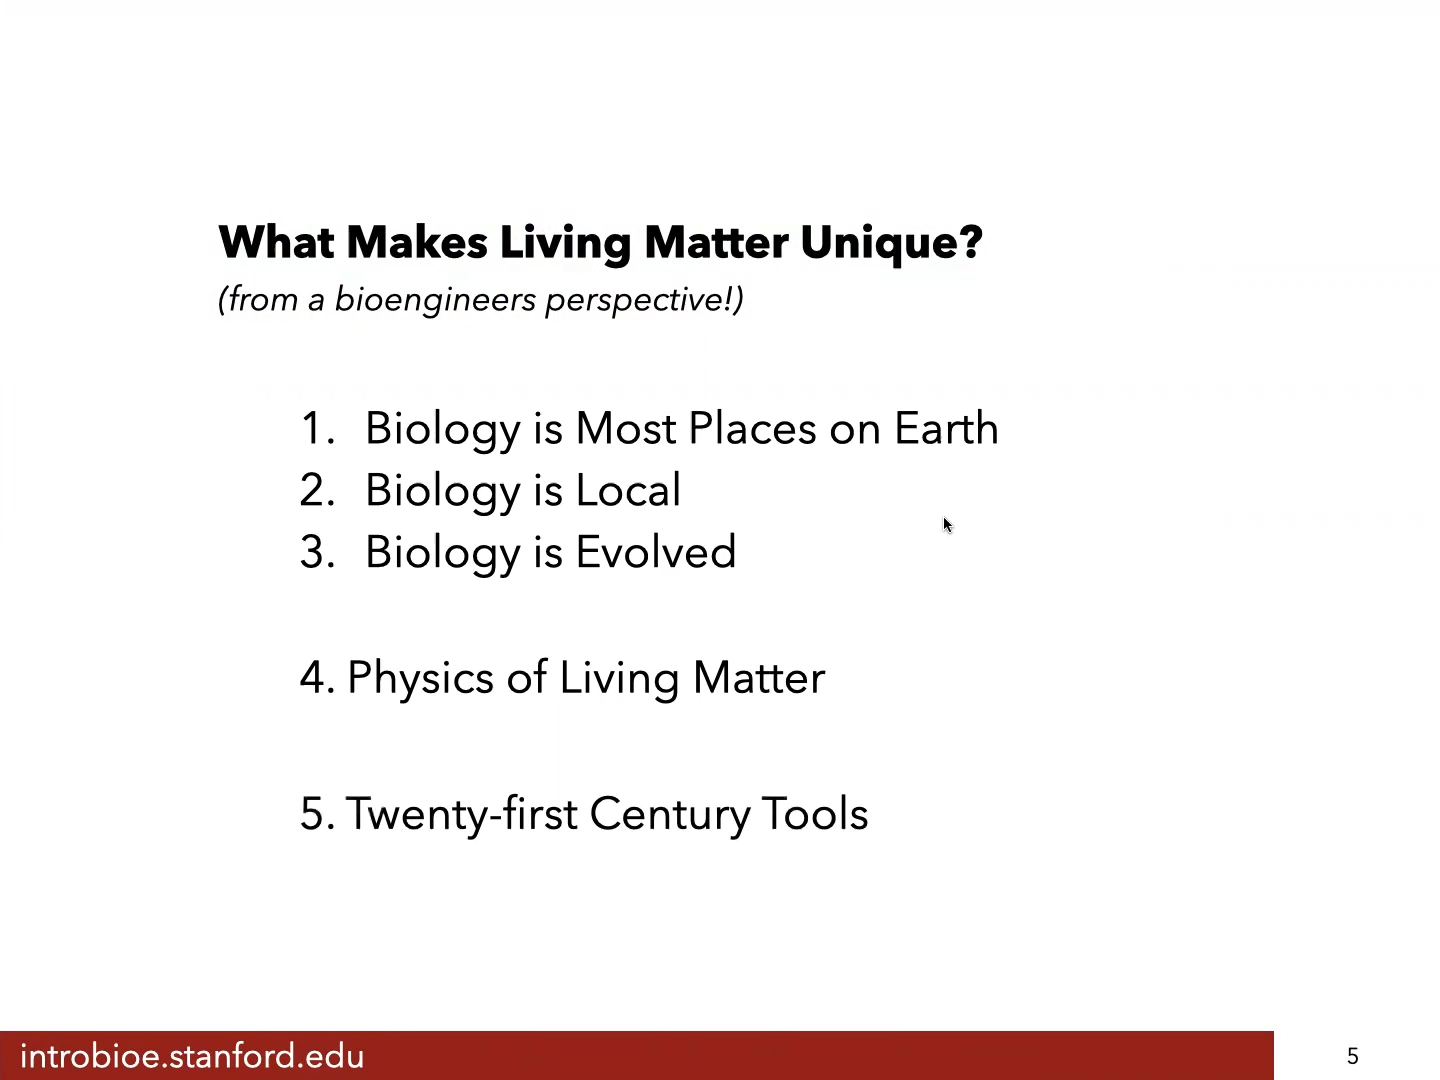 What Makes Living Matter Unique?
(from a bioengineers perspective!)
1. Biology is Most Places on Earth
2. Biology is Local
3. Biology is Evolved
4. Physics of Living Matter
5. Twenty-first Century Tools
introbioe.stanford.edu
5